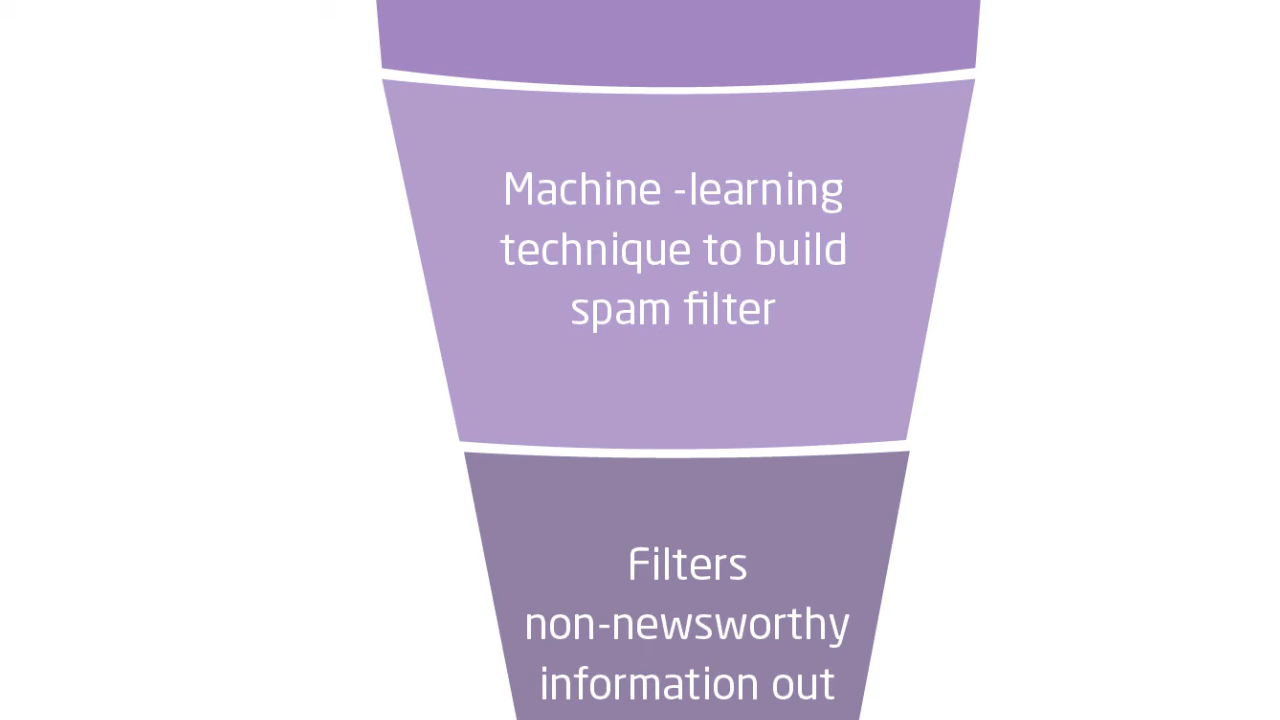 Machine -learning
technique to build
spam filter
Filters
non-newsworthy
information out